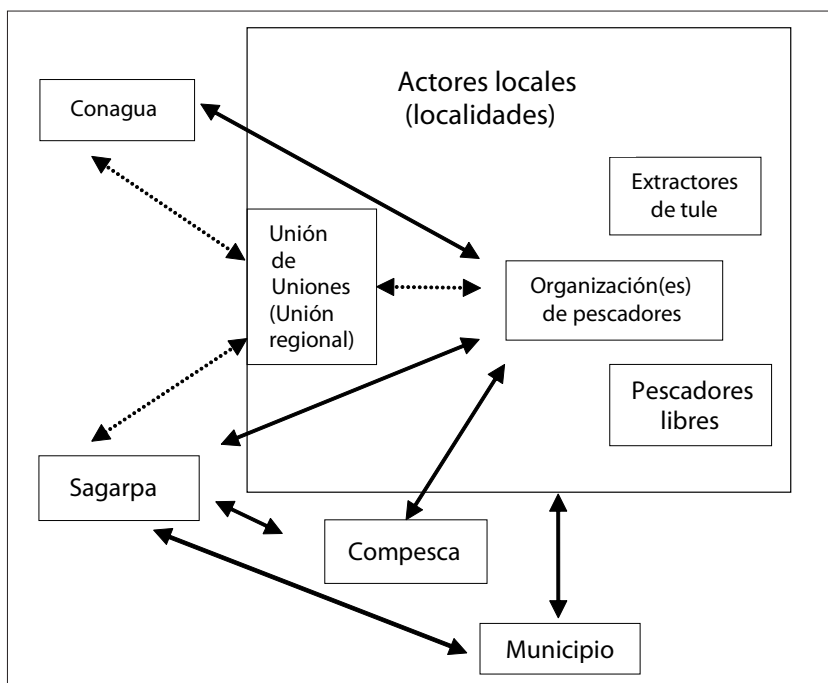 Actores locales
(localidades)
Conagua
Extractores
de tule
Unión
de
Uniones
(Unión
regional)
Organización(es)
de pescadores
Pescadores
libres
Sagarpa
Compesca
Municipio